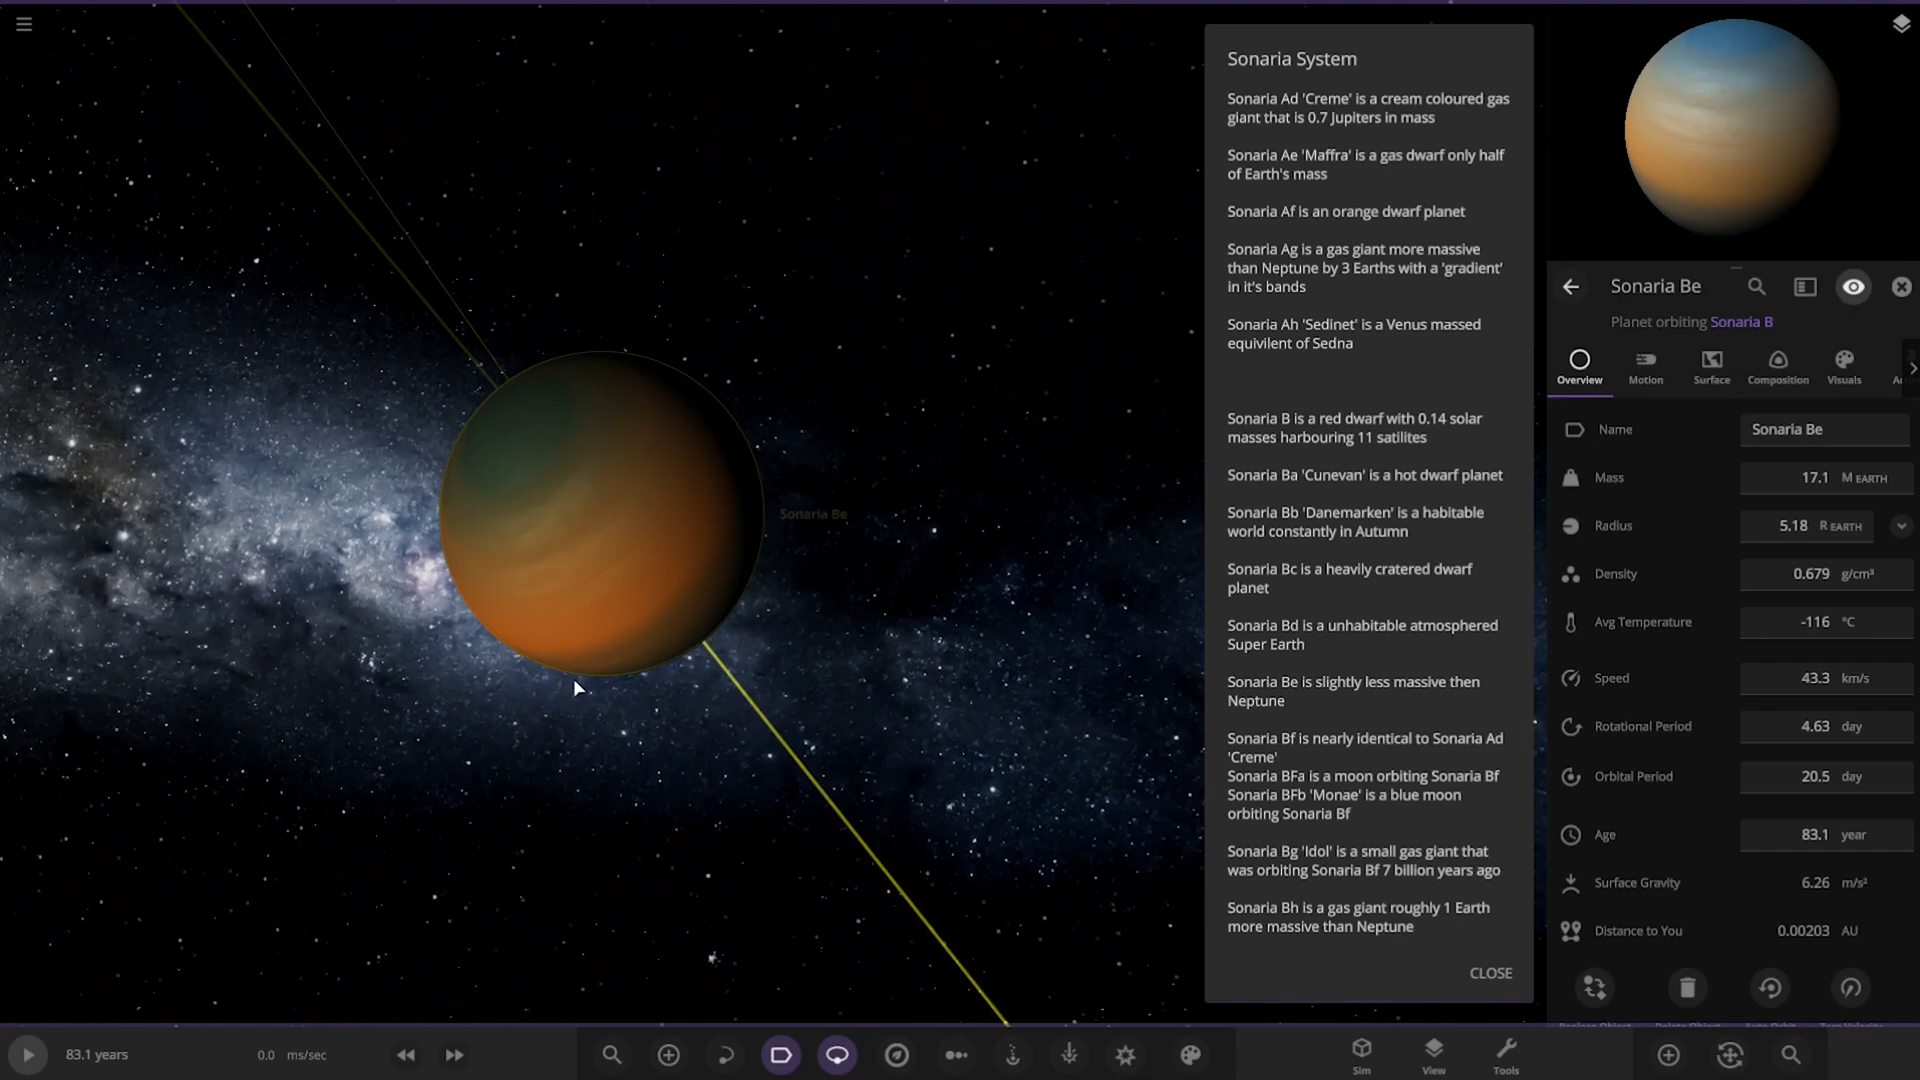 Sonaria System
Sonaria Ad 'Creme' is a cream coloured gas
giant that is 0.7 Jupiters in mass
Sonaria Ae 'Maffra' is a gas dwarf only half
of Earth's mass
Sonaria Af is an orange dwarf planet
Sonaria Ag is a gas giant more massive
than Neptune by 3 Earths with a 'gradient'
in it's bands
Sonaria Ah 'Sedinet' is a Venus massed
equivilent of Sedna
Sonaria B is a red dwarf with 0.14 solar
masses harbouring 11 satilites
Sonaria Ba 'Cunevan' is a hot dwarf planet
Sonaria Bb 'Danemarken' is a habitable
world constantly in Autumn
Sonaria Bc is a heavily cratered dwarf
planet
Sonaria Bd is a unhabitable atmosphered
Super Earth
Sonaria Be is slightly less massive then
Neptune
Sonaria Bf is nearly identical to Sonaria Ad
'Creme'
Sonaria BFa is a moon orbiting Sonaria Bf
Sonaria BFb 'Monae' is a blue moon
orbiting Sonaria Bf
Sonaria Bg 'Idol' is a small gas giant that
was orbiting Sonaria Bf 7 billion years ago
Sonaria Bh is a gas giant roughly 1 Earth
more massive than Neptune
CLOSE
Sonaria Be
Sonaria Be
Planet orbiting Sonaria B
Overview Motion Surface Composition Visuals
Name Sonaria Be
Mass 17.1 M EARTH
Radius 5.18 R EARTH
Density 0.679 g/cm³
Avg Temperature -116 °C
Speed 43.3 km/s
Rotational Period 4.63 day
Orbital Period 20.5 day
Age 83.1 year
Surface Gravity 6.26 m/s²
Distance to You 0.00203 AU
83.1 years 0.0 ms/sec
Sim View Tools